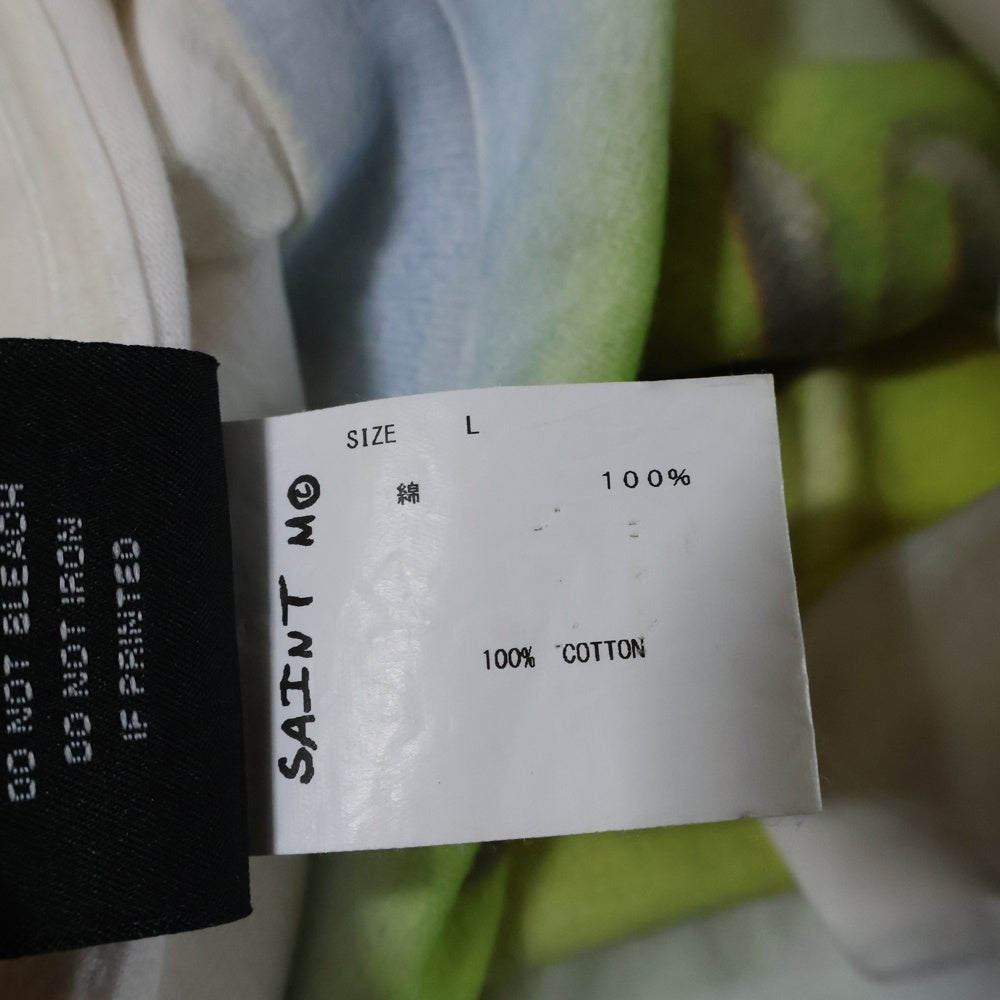 SIZE L
綿 100%
100% COTTON
SAINT M©
DO NOT BLEACH
DO NOT IRON
IF PRINTED